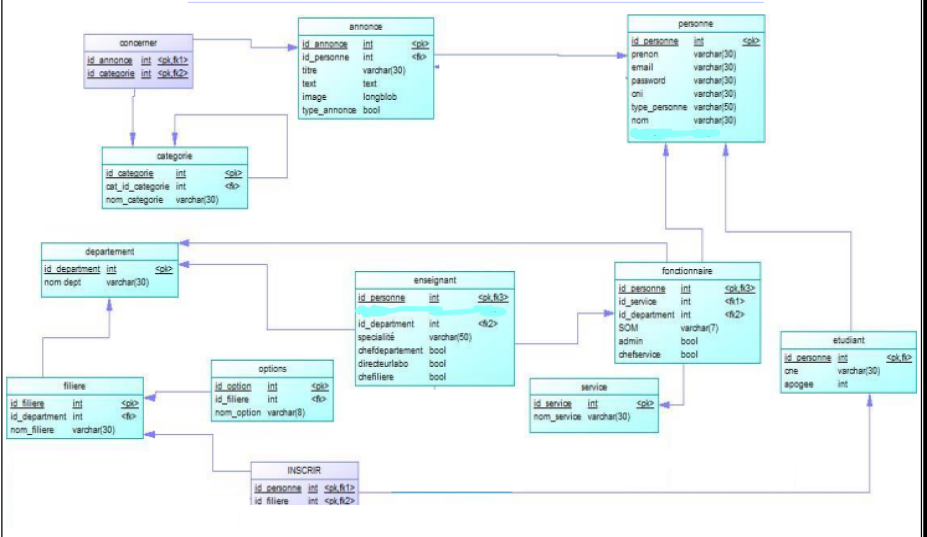 concerner
id_annonce int <pk,fk1>
id_categorie int <pk,fk2>
annonce
id_annonce int <pk>
id_personne int <fk>
titre varchar(30)
text text
image longblob
type_annonce bool
personne
id_personne int <pk>
prenon varchar(30)
email varchar(30)
password varchar(30)
cni varchar(30)
type_personne varchar(50)
nom varchar(30)
categorie
id_categorie int <pk>
cat_id_categorie int <fk>
nom_categorie varchar(30)
departement
id_department int <pk>
nom dept varchar(30)
enseignant
id_personne int <pk,fk3>
id_department int <fk2>
specialité varchar(50)
chefdepartement bool
directeurlabo bool
chefiliere bool
fonctionnaire
id_personne int <pk,fk3>
id_service int <fk1>
id_department int <fk2>
SOM varchar(7)
admin bool
chefservice bool
etudiant
id_personne int <pk,fk>
cne varchar(30)
apogee int
filiere
id_filiere int <pk>
id_department int <fk>
nom_filiere varchar(30)
options
id_option int <pk>
id_filiere int <fk>
nom_option varchar(8)
service
id_service int <pk>
nom_service varchar(30)
INSCRIR
id_personne int <pk,fk1>
id_filiere int <pk,fk2>